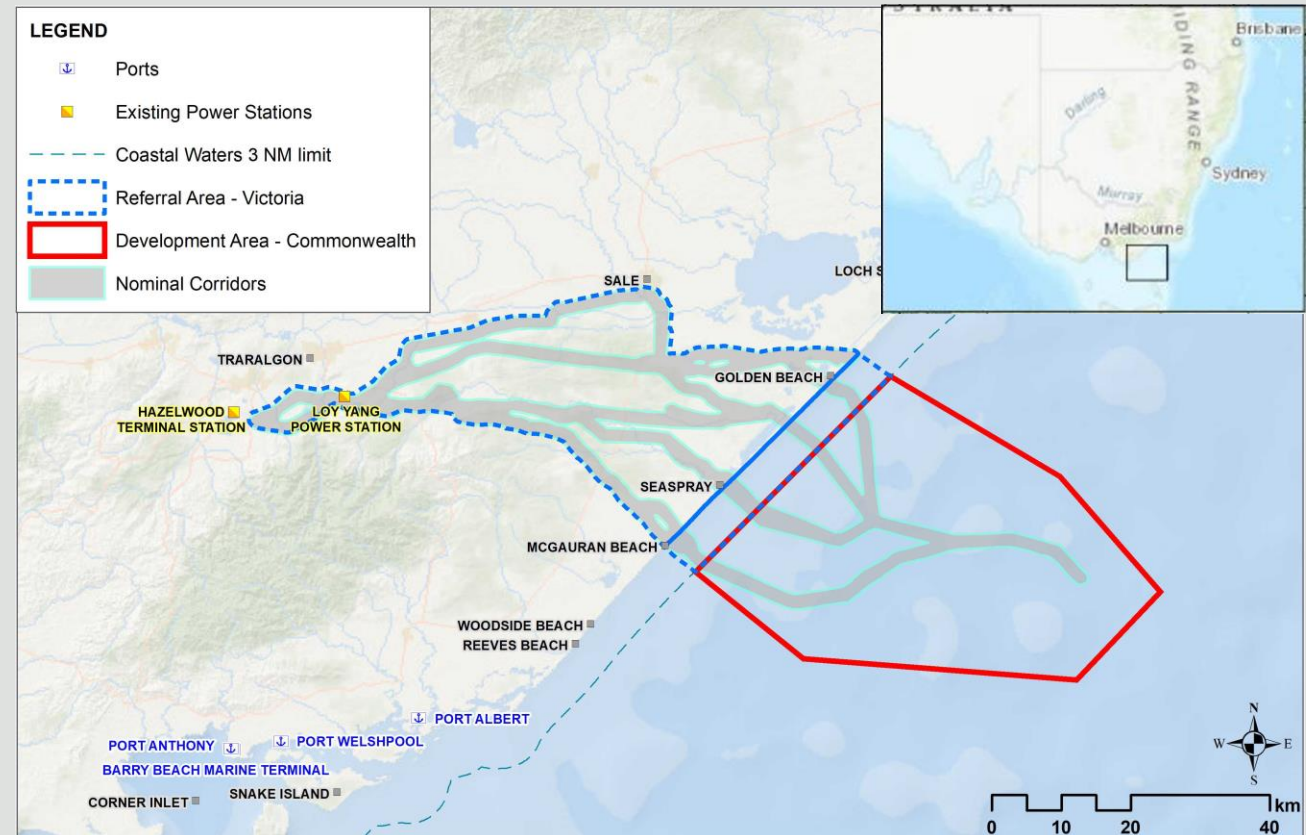 LEGEND
Ports
Existing Power Stations
Coastal Waters 3 NM limit
Referral Area - Victoria
Development Area - Commonwealth
Nominal Corridors
IDING RANGE
Brisbane
Darling
Sydney
Murray
Melbourne
SALE
LOCH S
TRARALGON
GOLDEN BEACH
HAZELWOOD
TERMINAL STATION
LOY YANG
POWER STATION
SEASPRAY
MCGAURAN BEACH
WOODSIDE BEACH
REEVES BEACH
PORT ALBERT
PORT ANTHONY
PORT WELSHPOOL
BARRY BEACH MARINE TERMINAL
CORNER INLET
SNAKE ISLAND
N
W
E
S
km
0
10
20
40